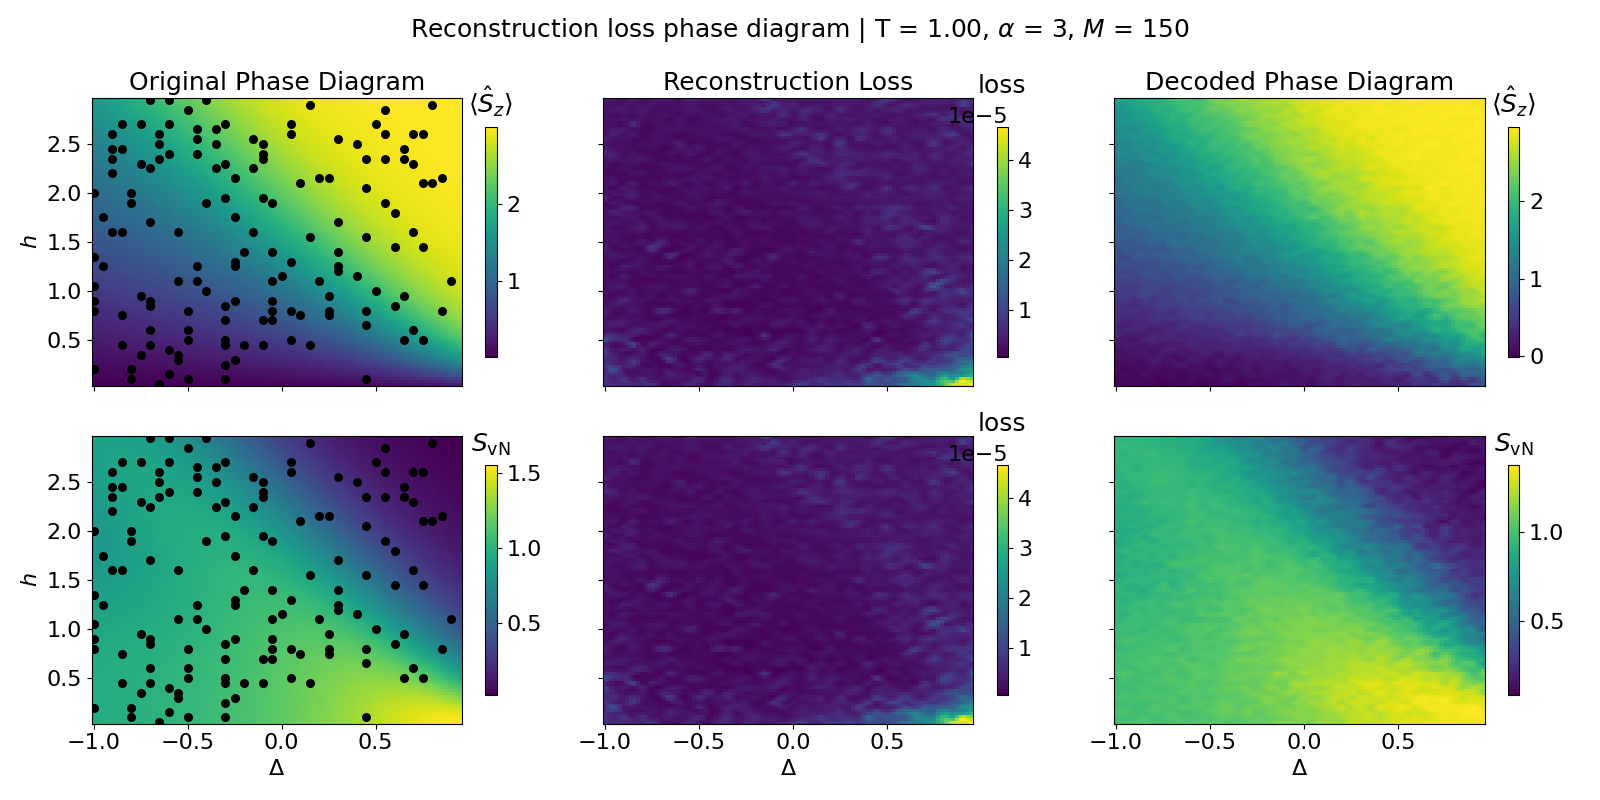 Reconstruction loss phase diagram | T = 1.00, α = 3, M = 150
Original Phase Diagram
⟨Ŝz⟩
Reconstruction Loss
loss
1e−5
Decoded Phase Diagram
⟨Ŝz⟩
h
2.5
2.0
1.5
1.0
0.5
2
1
4
3
2
1
2
1
0
SvN
loss
1e−5
SvN
h
2.5
2.0
1.5
1.0
0.5
1.5
1.0
0.5
4
3
2
1
1.0
0.5
−1.0 −0.5 0.0 0.5
Δ
−1.0 −0.5 0.0 0.5
Δ
−1.0 −0.5 0.0 0.5
Δ